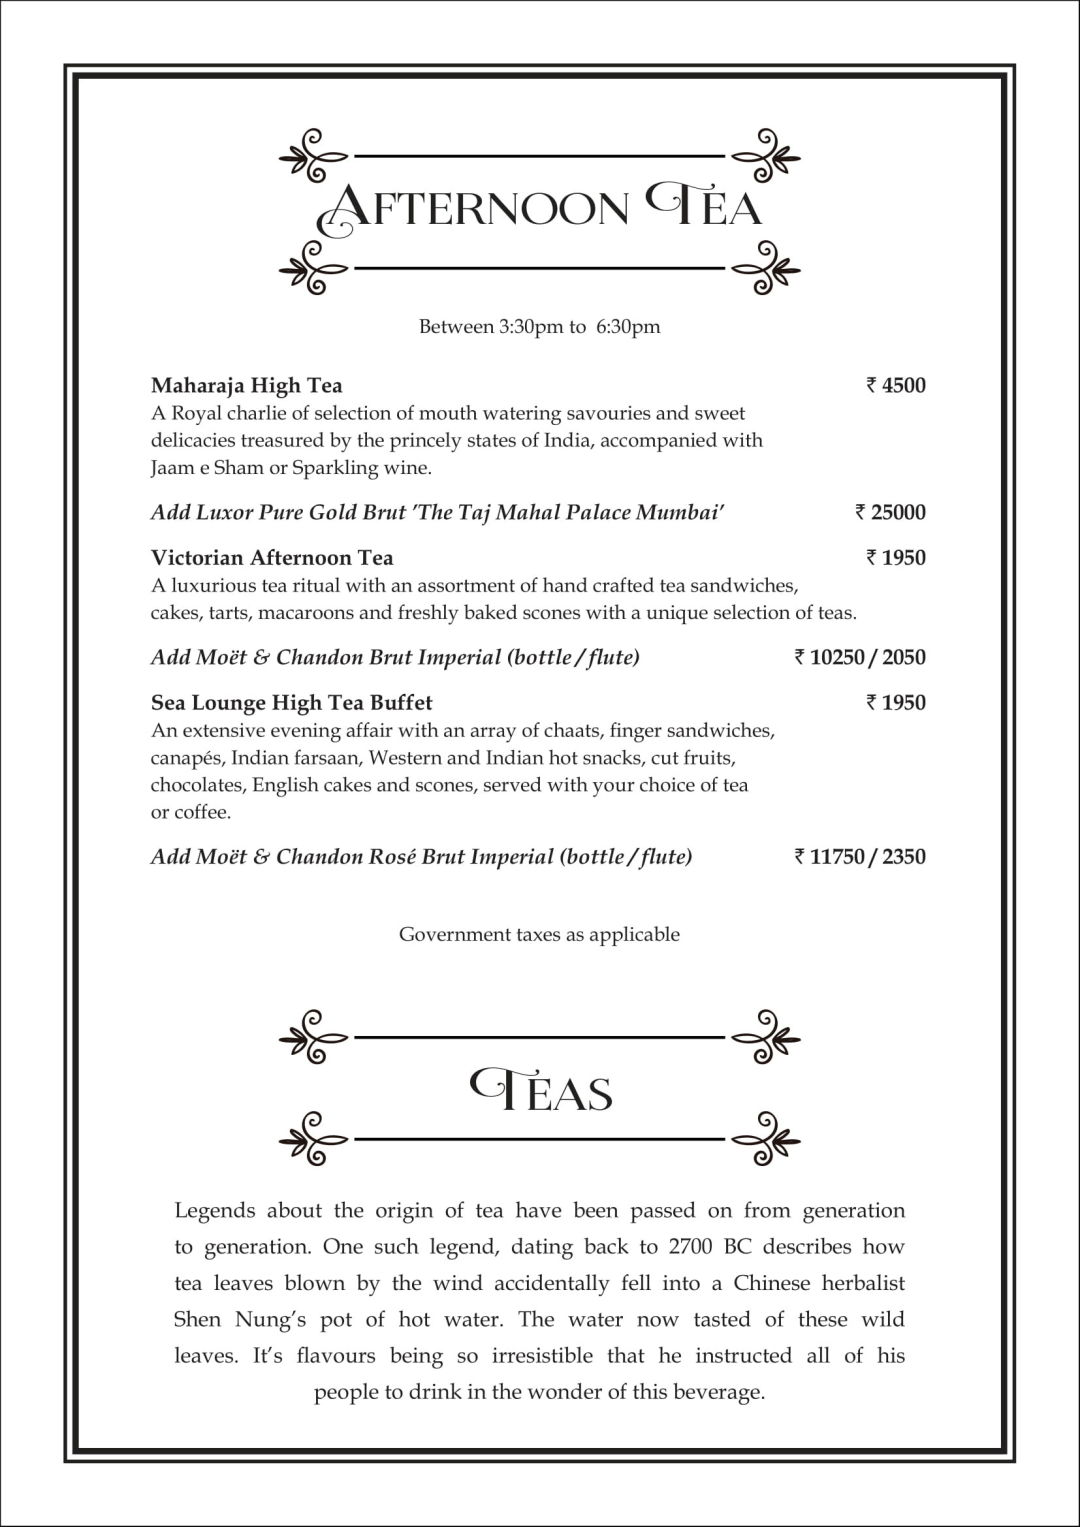 AFTERNOON TEA
Between 3:30pm to 6:30pm
Maharaja High Tea ₹ 4500
A Royal charlie of selection of mouth watering savouries and sweet
delicacies treasured by the princely states of India, accompanied with
Jaam e Sham or Sparkling wine.
Add Luxor Pure Gold Brut ’The Taj Mahal Palace Mumbai’ ₹ 25000
Victorian Afternoon Tea ₹ 1950
A luxurious tea ritual with an assortment of hand crafted tea sandwiches,
cakes, tarts, macaroons and freshly baked scones with a unique selection of teas.
Add Moët & Chandon Brut Imperial (bottle / flute) ₹ 10250 / 2050
Sea Lounge High Tea Buffet ₹ 1950
An extensive evening affair with an array of chaats, finger sandwiches,
canapés, Indian farsaan, Western and Indian hot snacks, cut fruits,
chocolates, English cakes and scones, served with your choice of tea
or coffee.
Add Moët & Chandon Rosé Brut Imperial (bottle / flute) ₹ 11750 / 2350
Government taxes as applicable
TEAS
Legends about the origin of tea have been passed on from generation
to generation. One such legend, dating back to 2700 BC describes how
tea leaves blown by the wind accidentally fell into a Chinese herbalist
Shen Nung’s pot of hot water. The water now tasted of these wild
leaves. It’s flavours being so irresistible that he instructed all of his
people to drink in the wonder of this beverage.